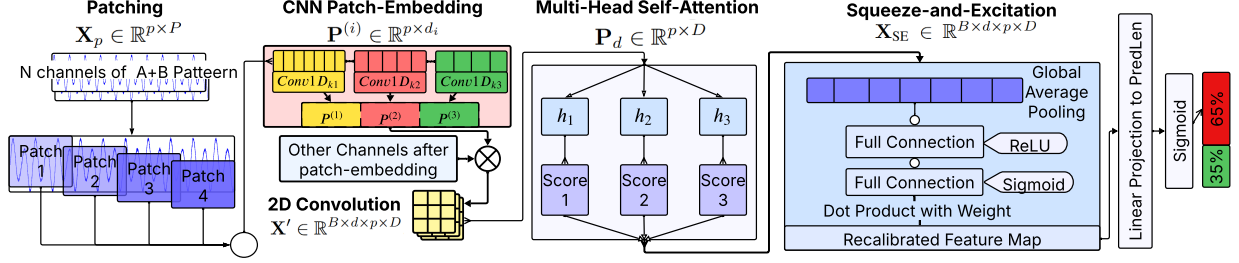 Patching
X_p ∈ ℝ^{p×P}
N channels of A+B Patteern
Patch
1
Patch
2
Patch
3
Patch
4
CNN Patch-Embedding
P^{(i)} ∈ ℝ^{p×d_i}
Conv1D_{k1} Conv1D_{k2} Conv1D_{k3}
P^{(1)} P^{(2)} P^{(3)}
Other Channels after
patch-embedding
2D Convolution
X′ ∈ ℝ^{B×d×p×D}
Multi-Head Self-Attention
P_d ∈ ℝ^{p×D}
h_1 h_2 h_3
Score
1
Score
2
Score
3
Squeeze-and-Excitation
X_{SE} ∈ ℝ^{B×d×p×D}
Global
Average
Pooling
Full Connection
ReLU
Full Connection
Sigmoid
Dot Product with Weight
Recalibrated Feature Map
Linear Projection to PredLen
Sigmoid
65%
35%